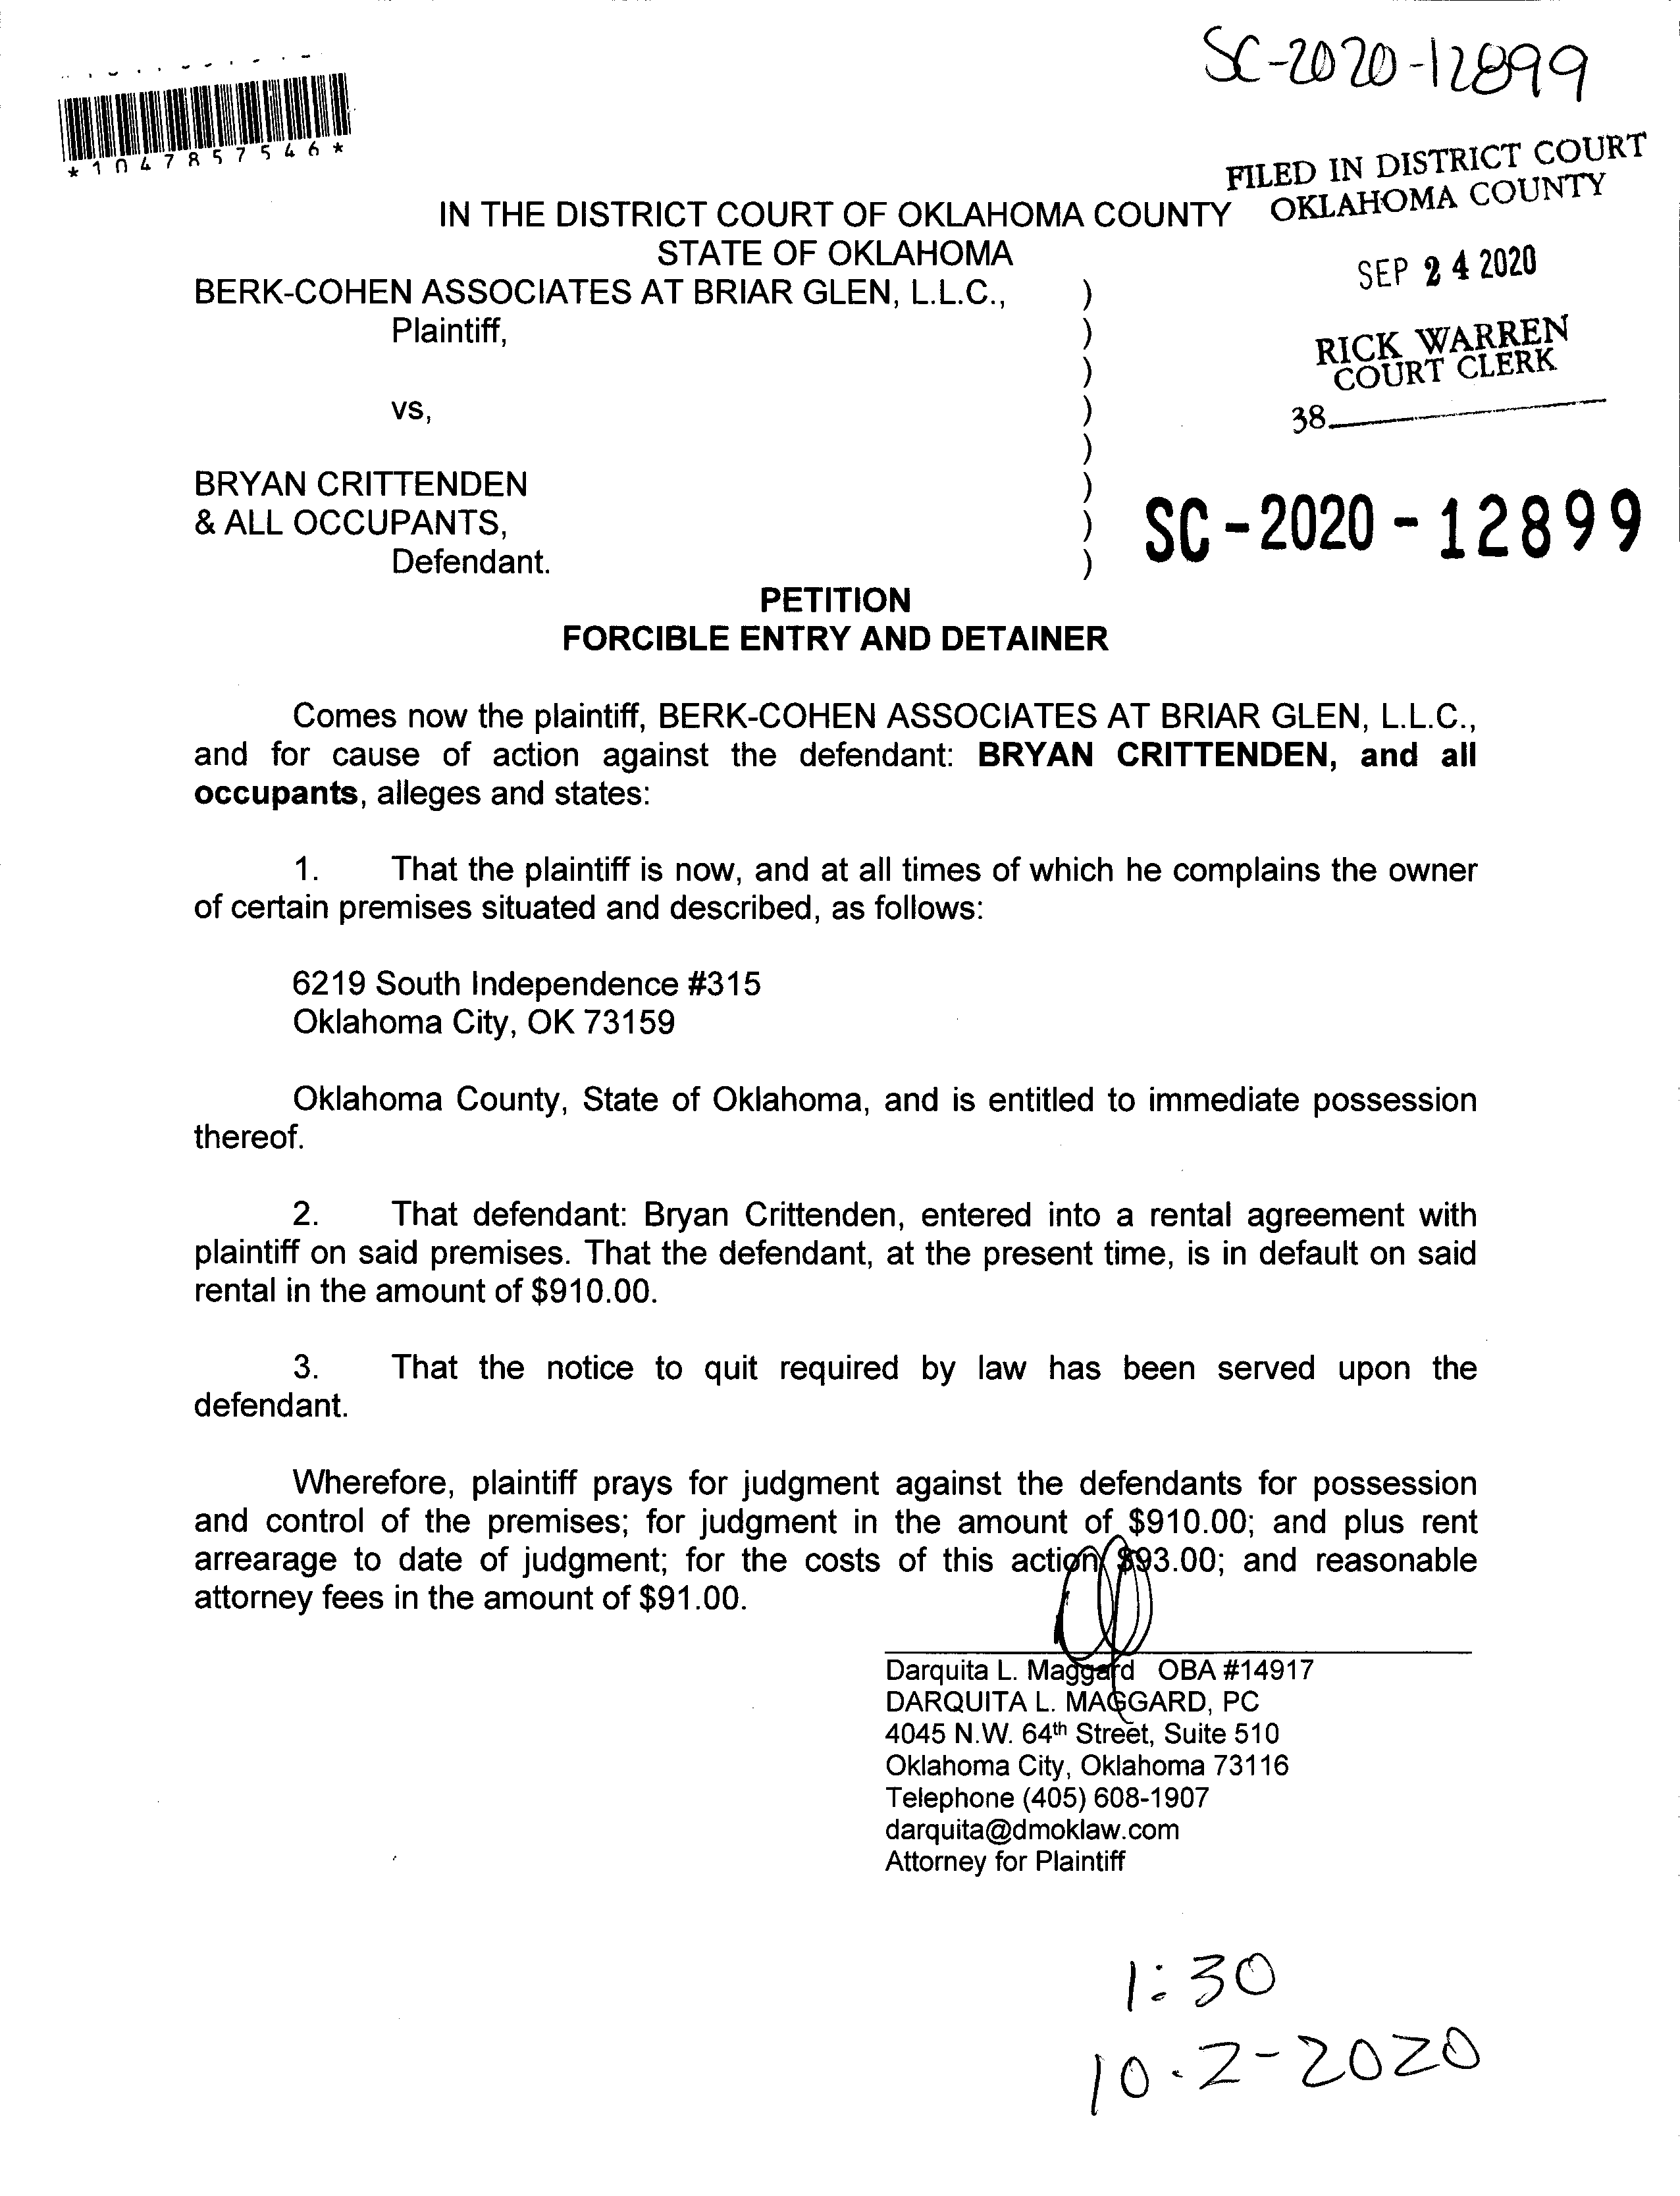 SC-2020-12899
*1047857546*
FILED IN DISTRICT COURT
OKLAHOMA COUNTY
IN THE DISTRICT COURT OF OKLAHOMA COUNTY
STATE OF OKLAHOMA
SEP 24 2020
BERK-COHEN ASSOCIATES AT BRIAR GLEN, L.L.C., )
Plaintiff, )
)
RICK WARREN
COURT CLERK
vs, )
38
)
BRYAN CRITTENDEN )
& ALL OCCUPANTS, )
SC-2020-12899
Defendant. )
PETITION
FORCIBLE ENTRY AND DETAINER
Comes now the plaintiff, BERK-COHEN ASSOCIATES AT BRIAR GLEN, L.L.C.,
and for cause of action against the defendant: BRYAN CRITTENDEN, and all
occupants, alleges and states:
1. That the plaintiff is now, and at all times of which he complains the owner
of certain premises situated and described, as follows:
6219 South Independence #315
Oklahoma City, OK 73159
Oklahoma County, State of Oklahoma, and is entitled to immediate possession
thereof.
2. That defendant: Bryan Crittenden, entered into a rental agreement with
plaintiff on said premises. That the defendant, at the present time, is in default on said
rental in the amount of $910.00.
3. That the notice to quit required by law has been served upon the
defendant.
Wherefore, plaintiff prays for judgment against the defendants for possession
and control of the premises; for judgment in the amount of $910.00; and plus rent
arrearage to date of judgment; for the costs of this action $93.00; and reasonable
attorney fees in the amount of $91.00.
Darquita L. Maggard OBA #14917
DARQUITA L. MAGGARD, PC
4045 N.W. 64th Street, Suite 510
Oklahoma City, Oklahoma 73116
Telephone (405) 608-1907
darquita@dmoklaw.com
Attorney for Plaintiff
1:30
10-2-2020